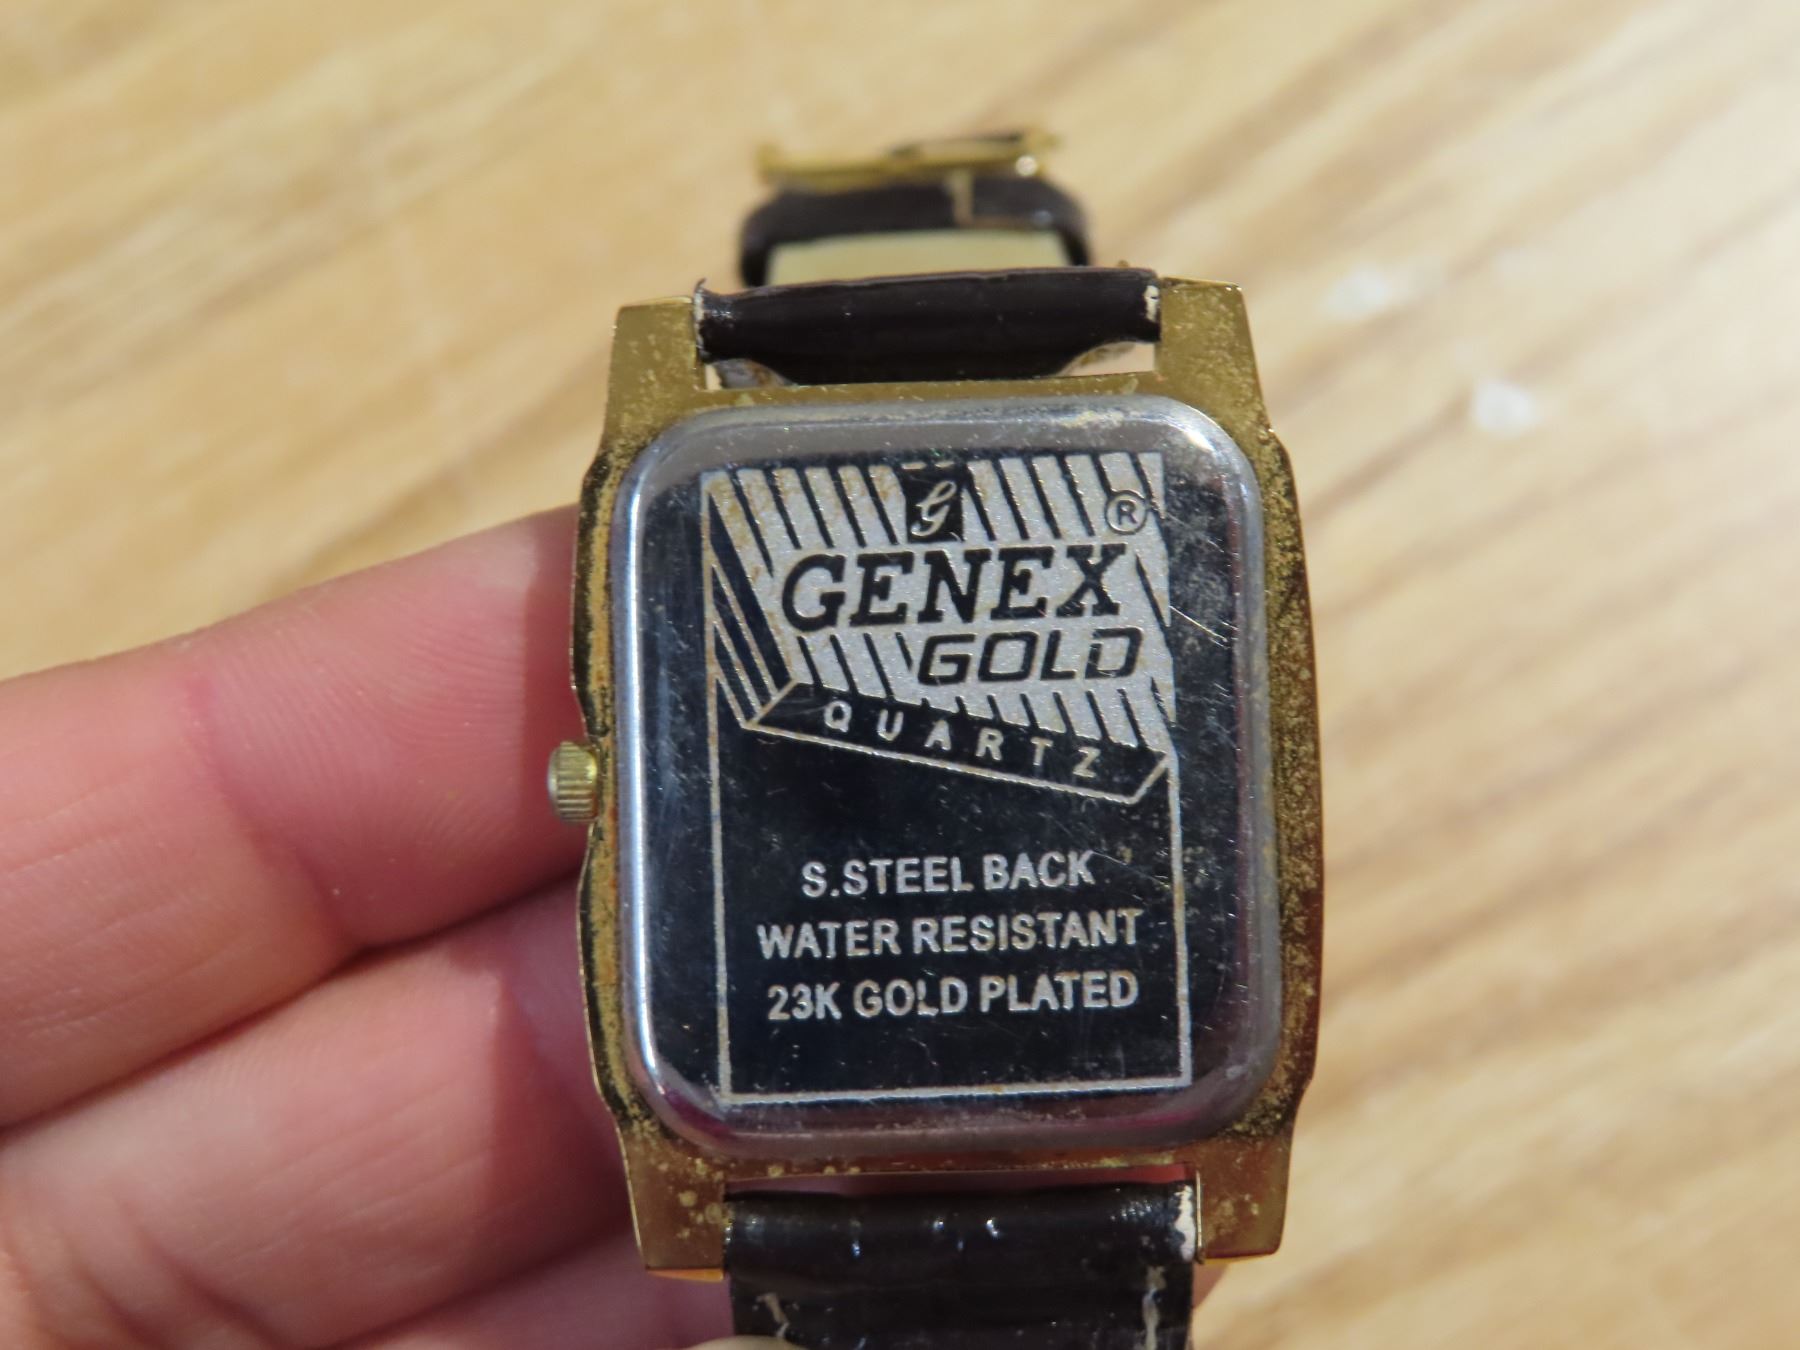 G
®
GENEX
GOLD
QUARTZ
S.STEEL BACK
WATER RESISTANT
23K GOLD PLATED